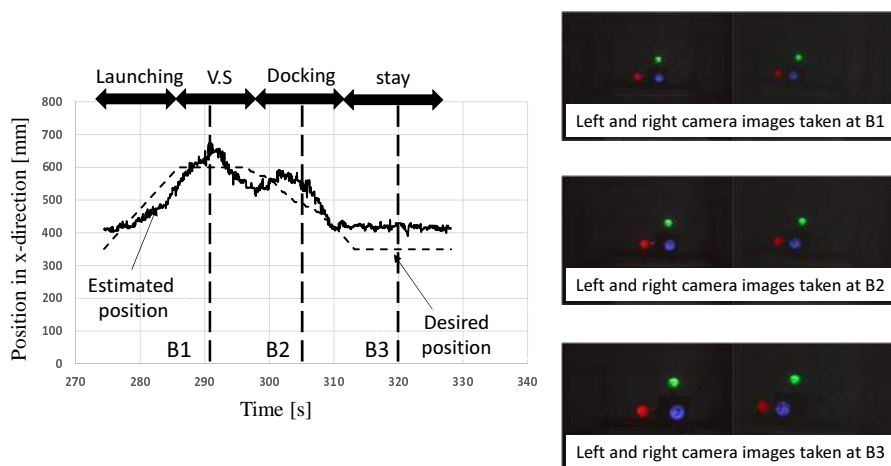 Launching
V.S
Docking
stay
Position in x-direction [mm]
800
700
600
500
400
300
200
100
0
Estimated
position
Desired
position
B1
B2
B3
270
280
290
300
310
320
330
340
Time [s]
Left and right camera images taken at B1
Left and right camera images taken at B2
Left and right camera images taken at B3